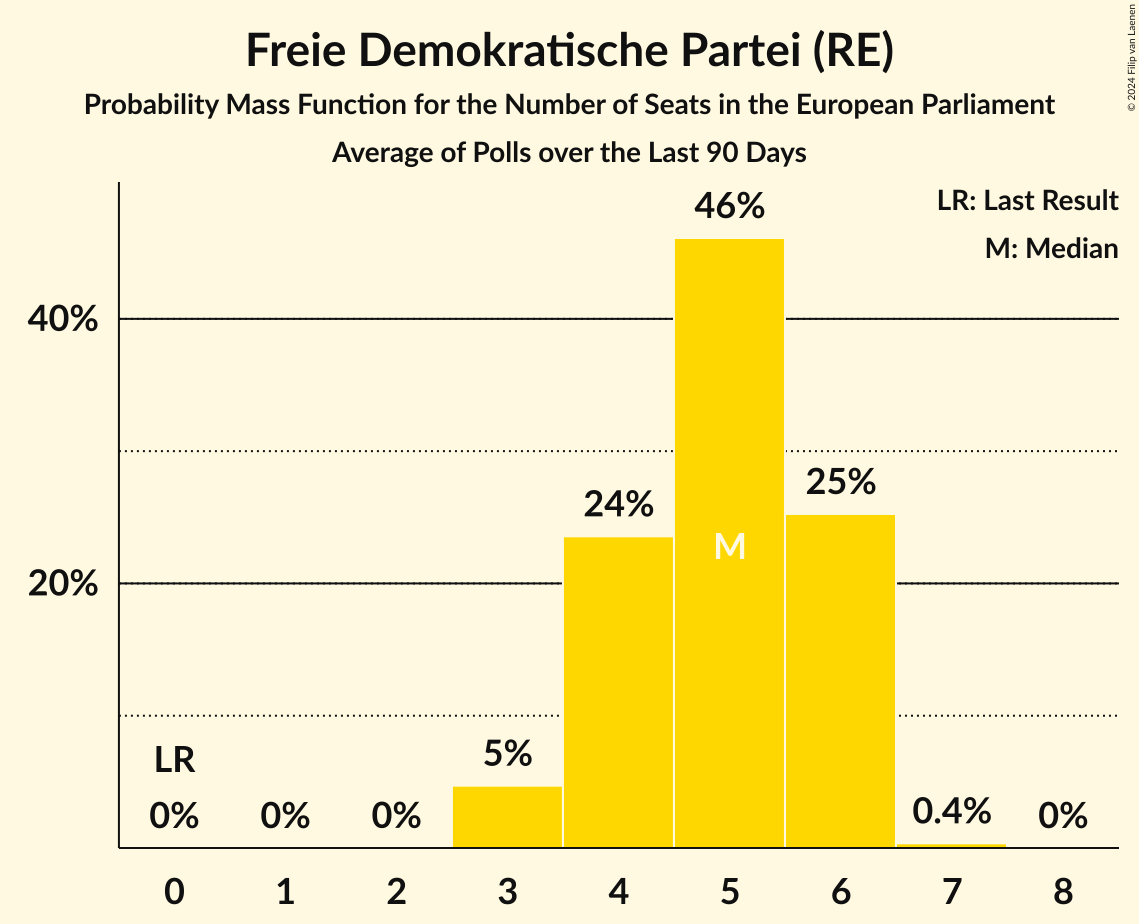 Freie Demokratische Partei (RE)
Probability Mass Function for the Number of Seats in the European Parliament
Average of Polls over the Last 90 Days
© 2024 Filip van Laenen
LR: Last Result
M: Median
46%
40%
25%
24%
M
20%
LR
5%
0%
0%
0%
0.4%
0%
0 1 2 3 4 5 6 7 8